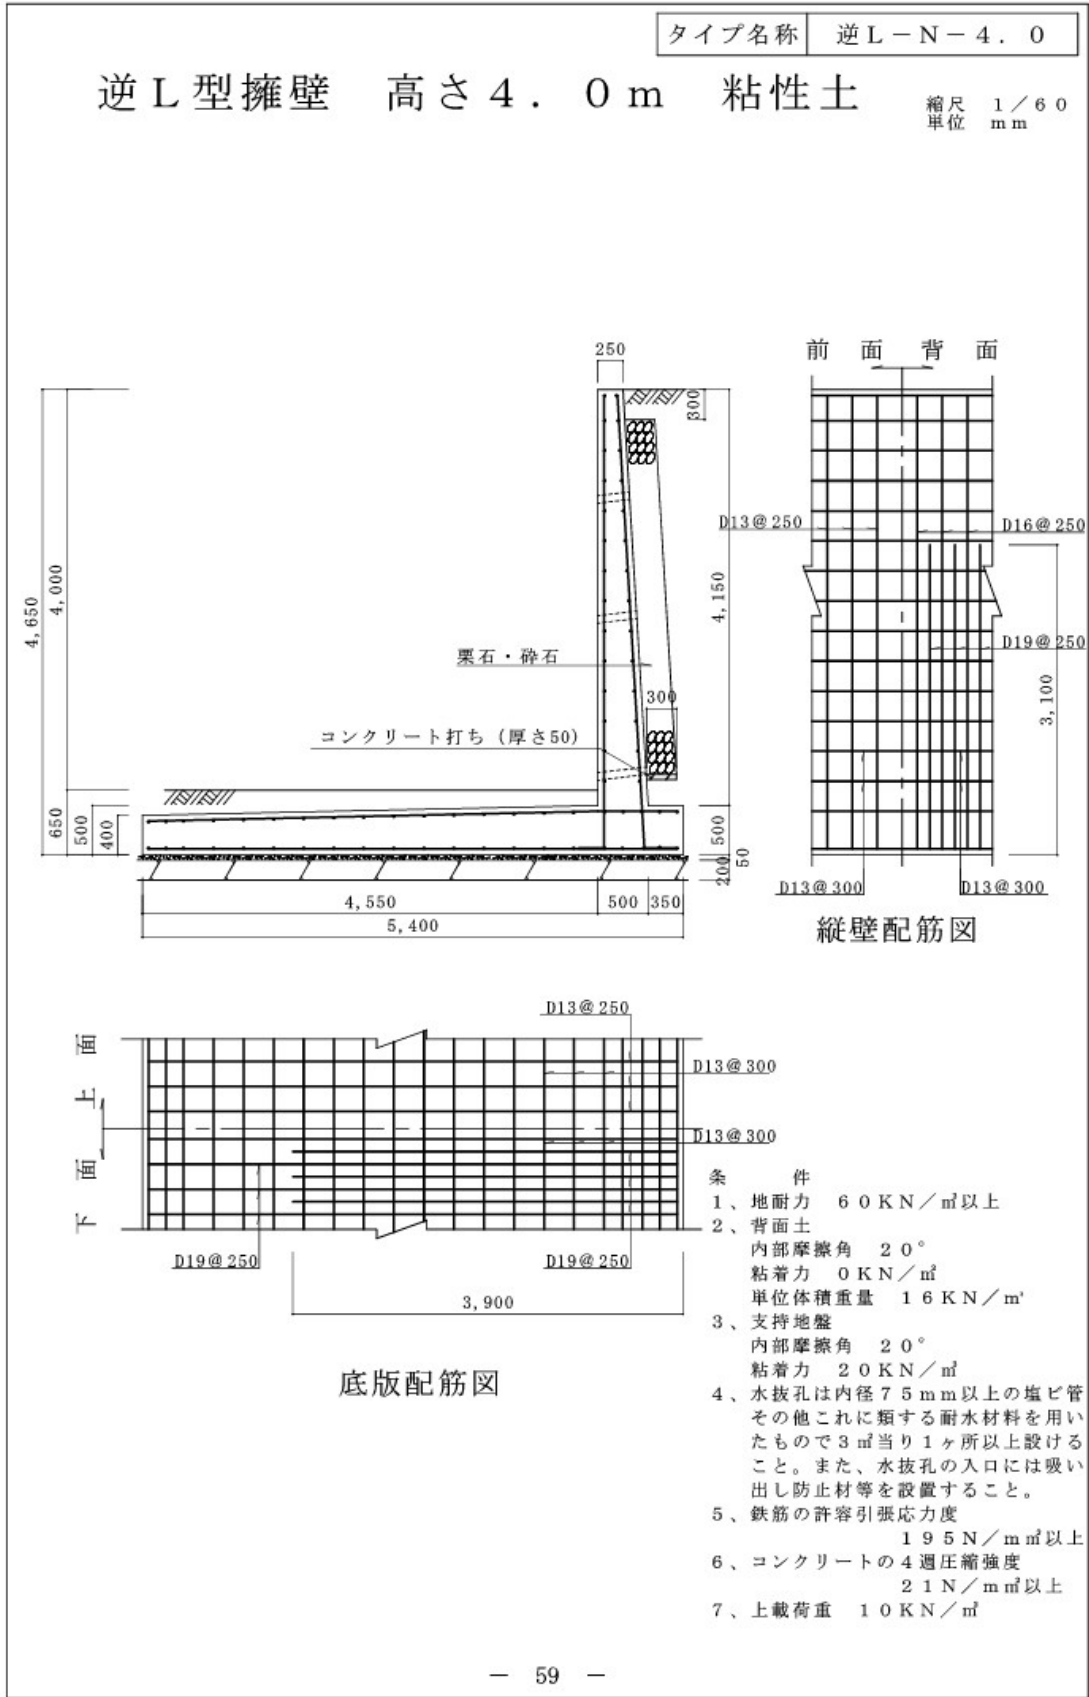 タイプ名称 逆L－N－4．0
逆L型擁壁 高さ4．0m 粘性土
縮尺 1／60
単位 mm
250
300
4,650
4,000
4,150
栗石・砕石
300
コンクリート打ち（厚さ50）
650
500
400
500
50
200
4,550
500
350
5,400
前面
背面
D13@250
D16@250
D19@250
3,100
D13@300
D13@300
縦壁配筋図
D13@250
上面
下面
D13@300
D13@300
D19@250
D19@250
3,900
底版配筋図
条 件
1、地耐力 60KN／㎡以上
2、背面土
内部摩擦角 20°
粘着力 0KN／㎡
単位体積重量 16KN／㎥
3、支持地盤
内部摩擦角 20°
粘着力 20KN／㎡
4、水抜孔は内径75mm以上の塩ビ管
その他これに類する耐水材料を用い
たもので3㎡当り1ヶ所以上設ける
こと。また、水抜孔の入口には吸い
出し防止材等を設置すること。
5、鉄筋の許容引張応力度
195N／m㎡以上
6、コンクリートの4週圧縮強度
21N／m㎡以上
7、上載荷重 10KN／㎡
－ 59 －